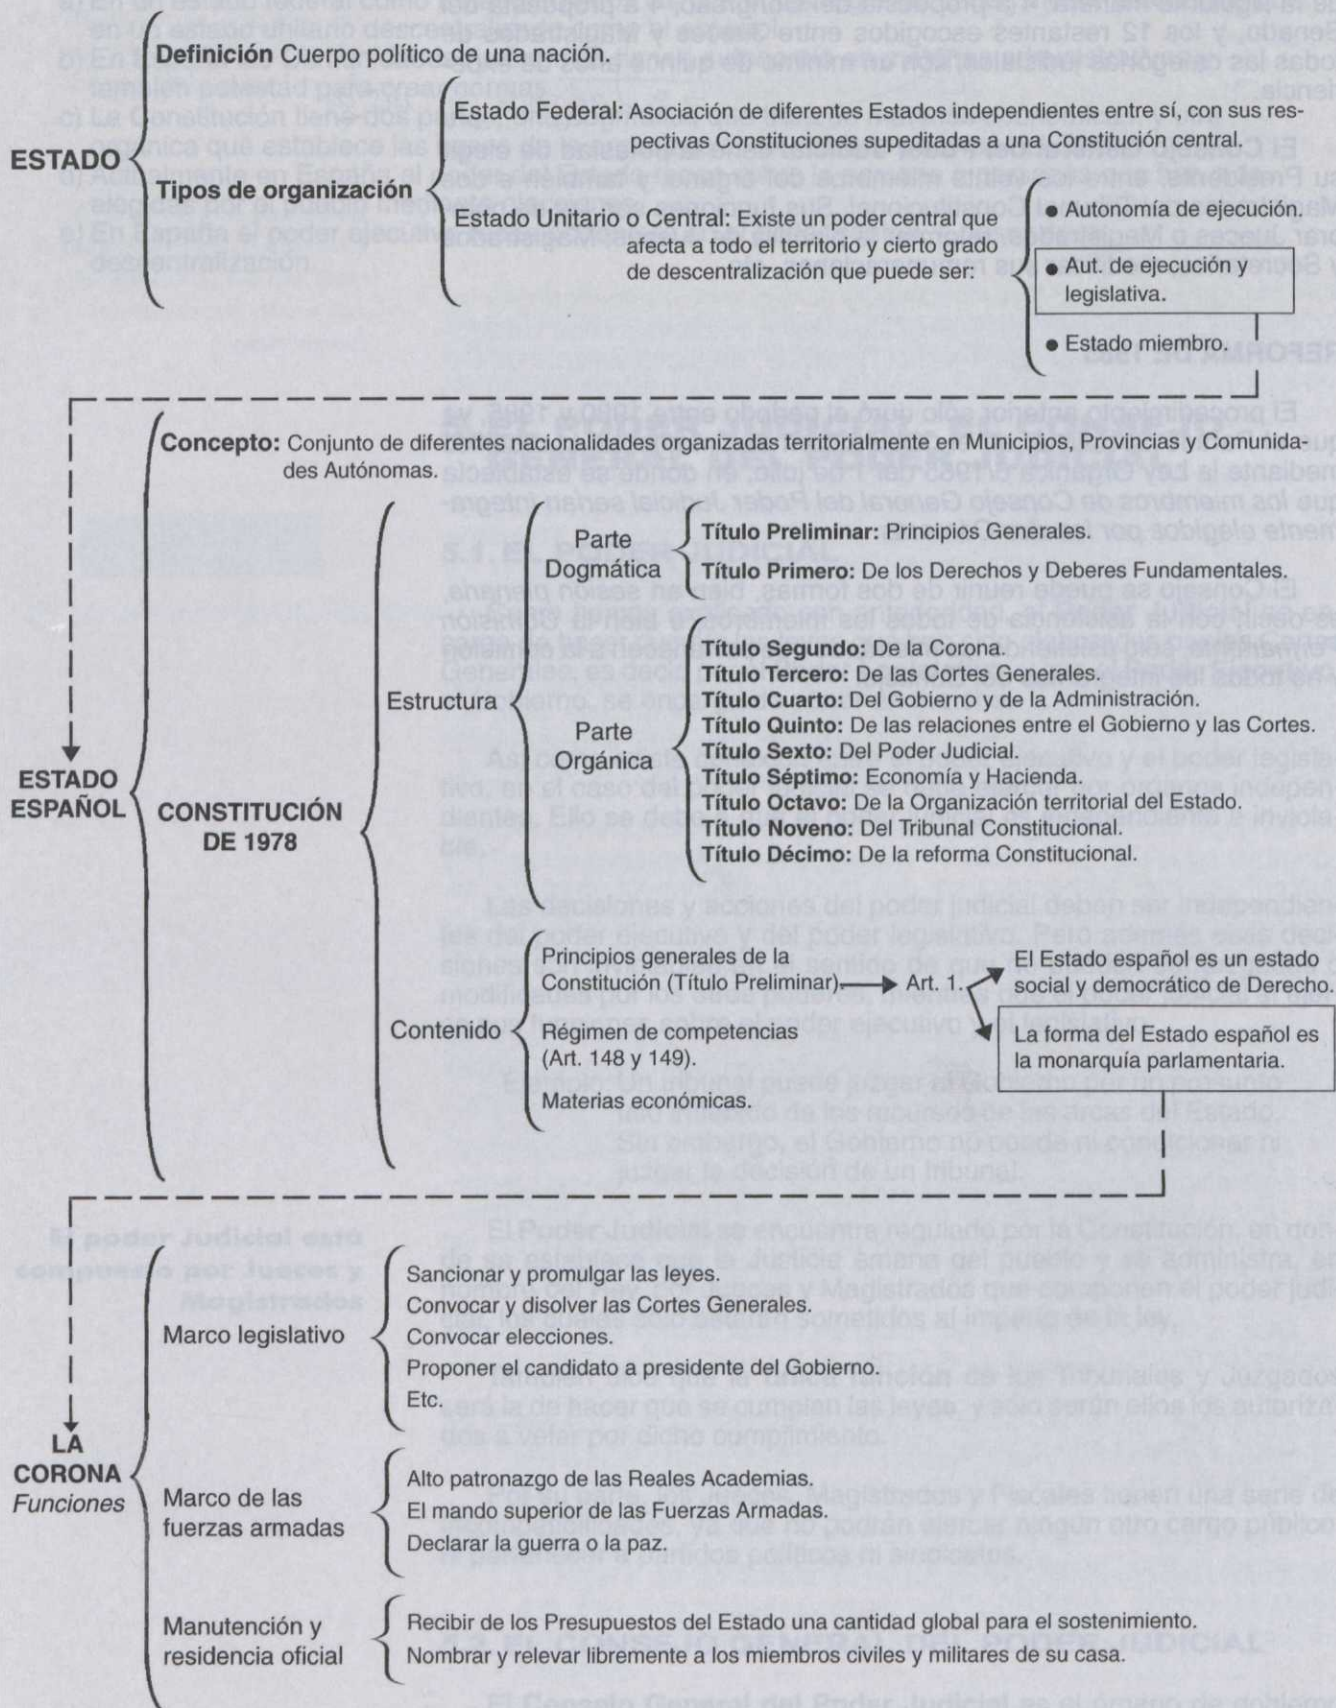 ESTADO
Definición Cuerpo político de una nación.
Tipos de organización
Estado Federal: Asociación de diferentes Estados independientes entre sí, con sus res-
pectivas Constituciones supeditadas a una Constitución central.
Estado Unitario o Central: Existe un poder central que
afecta a todo el territorio y cierto grado
de descentralización que puede ser:
● Autonomía de ejecución.
● Aut. de ejecución y
legislativa.
● Estado miembro.
ESTADO
ESPAÑOL
Concepto: Conjunto de diferentes nacionalidades organizadas territorialmente en Municipios, Provincias y Comunida-
des Autónomas.
CONSTITUCIÓN
DE 1978
Estructura
Parte
Dogmática
Título Preliminar: Principios Generales.
Título Primero: De los Derechos y Deberes Fundamentales.
Parte
Orgánica
Título Segundo: De la Corona.
Título Tercero: De las Cortes Generales.
Título Cuarto: Del Gobierno y de la Administración.
Título Quinto: De las relaciones entre el Gobierno y las Cortes.
Título Sexto: Del Poder Judicial.
Título Séptimo: Economía y Hacienda.
Título Octavo: De la Organización territorial del Estado.
Título Noveno: Del Tribunal Constitucional.
Título Décimo: De la reforma Constitucional.
Contenido
Principios generales de la
Constitución (Título Preliminar). Art. 1.
El Estado español es un estado
social y democrático de Derecho.
La forma del Estado español es
la monarquía parlamentaria.
Régimen de competencias
(Art. 148 y 149).
Materias económicas.
LA
CORONA
Funciones
Marco legislativo
Sancionar y promulgar las leyes.
Convocar y disolver las Cortes Generales.
Convocar elecciones.
Proponer el candidato a presidente del Gobierno.
Etc.
Marco de las
fuerzas armadas
Alto patronazgo de las Reales Academias.
El mando superior de las Fuerzas Armadas.
Declarar la guerra o la paz.
Manutención y
residencia oficial
Recibir de los Presupuestos del Estado una cantidad global para el sostenimiento.
Nombrar y relevar libremente a los miembros civiles y militares de su casa.